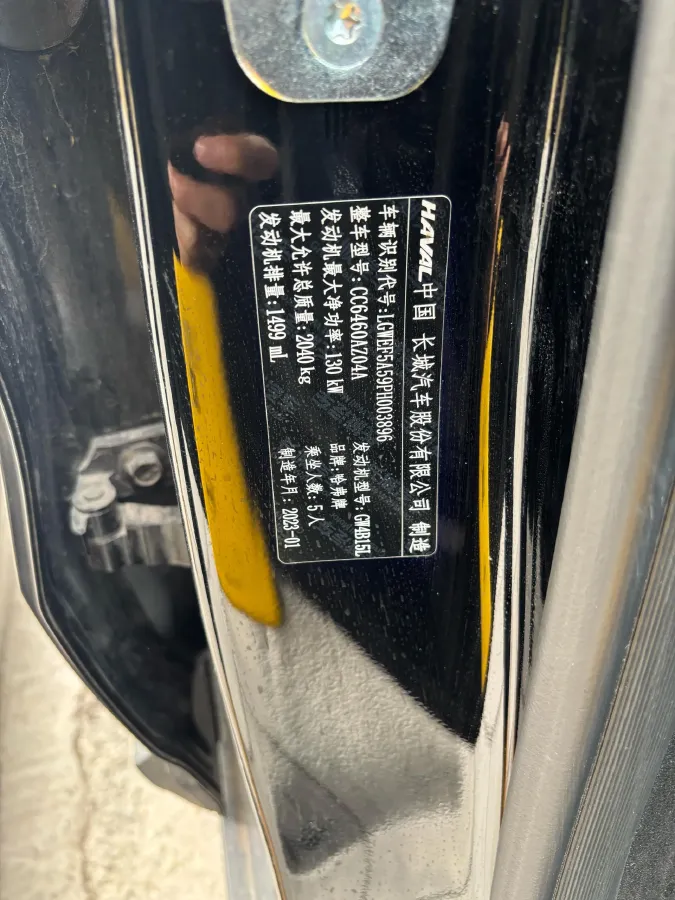 HAVAL 中国 长城汽车股份有限公司 制造
车辆识别代号:LGWEF5A59PH003896
整车型号:CC6460AZ04A 发动机型号:GW4B15L
发动机最大净功率:130 kW 品牌:哈弗牌
最大允许总质量:2040 kg 乘坐人数:5人
发动机排量:1499 mL 制造年月:2023-01